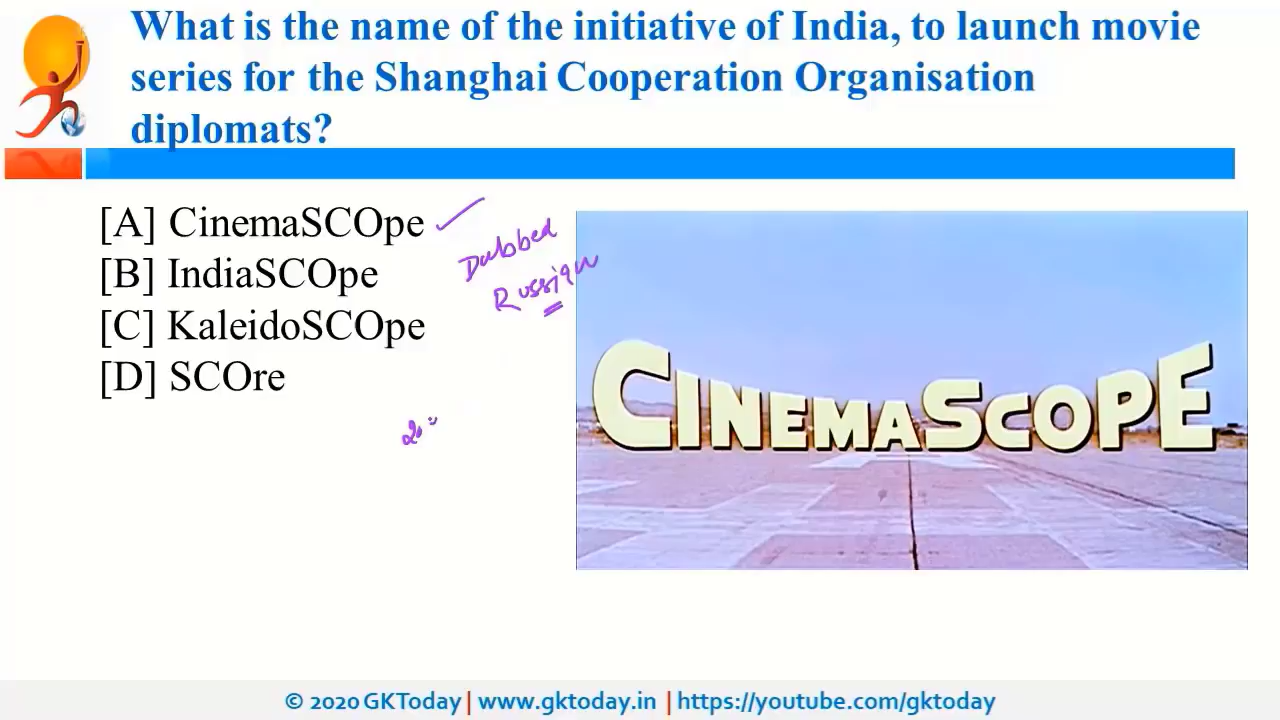 What is the name of the initiative of India, to launch movie
series for the Shanghai Cooperation Organisation
diplomats?
[A] CinemaSCOpe
[B] IndiaSCOpe
[C] KaleidoSCOpe
[D] SCOre
Dubbed
Russian
CINEMASCOPE
© 2020 GKToday | www.gktoday.in | https://youtube.com/gktoday